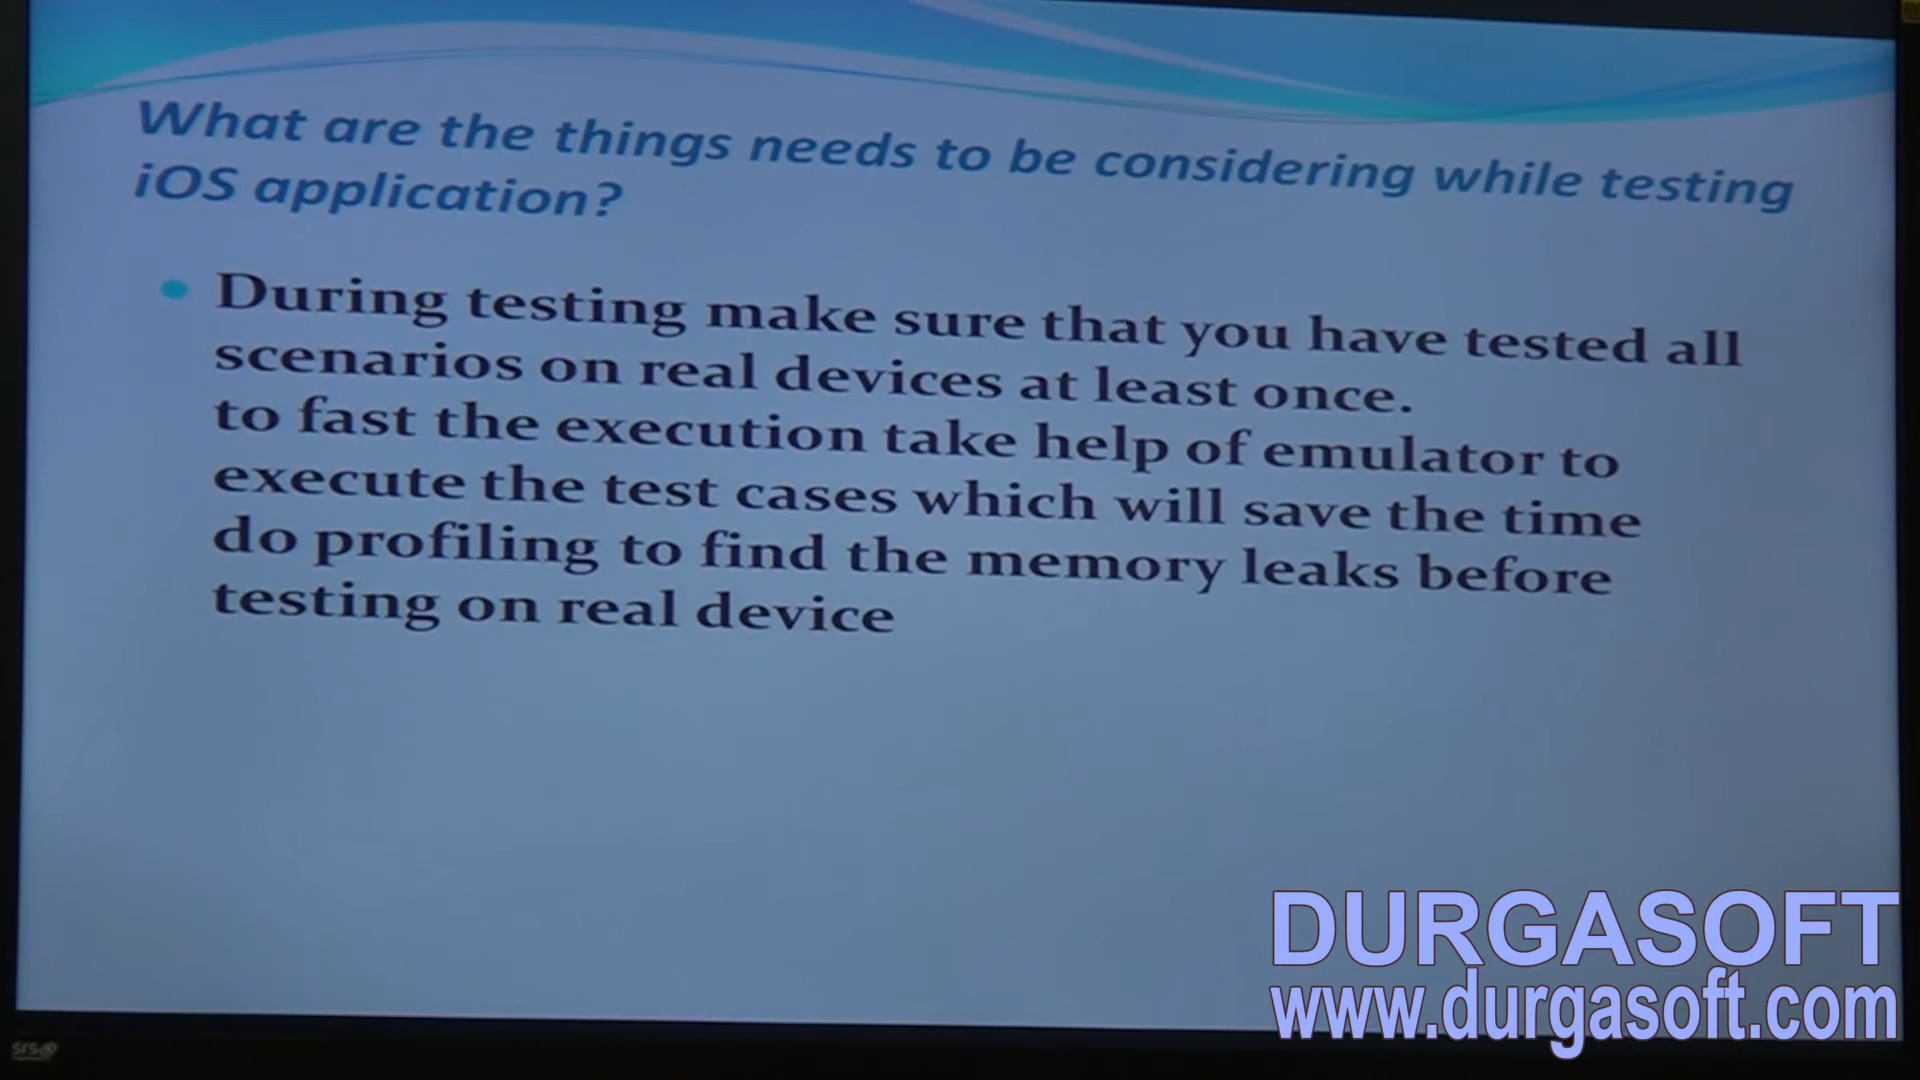 What are the things needs to be considering while testing
iOS application?
During testing make sure that you have tested all
scenarios on real devices at least once.
to fast the execution take help of emulator to
execute the test cases which will save the time
do profiling to find the memory leaks before
testing on real device
DURGASOFT
www.durgasoft.com
srs